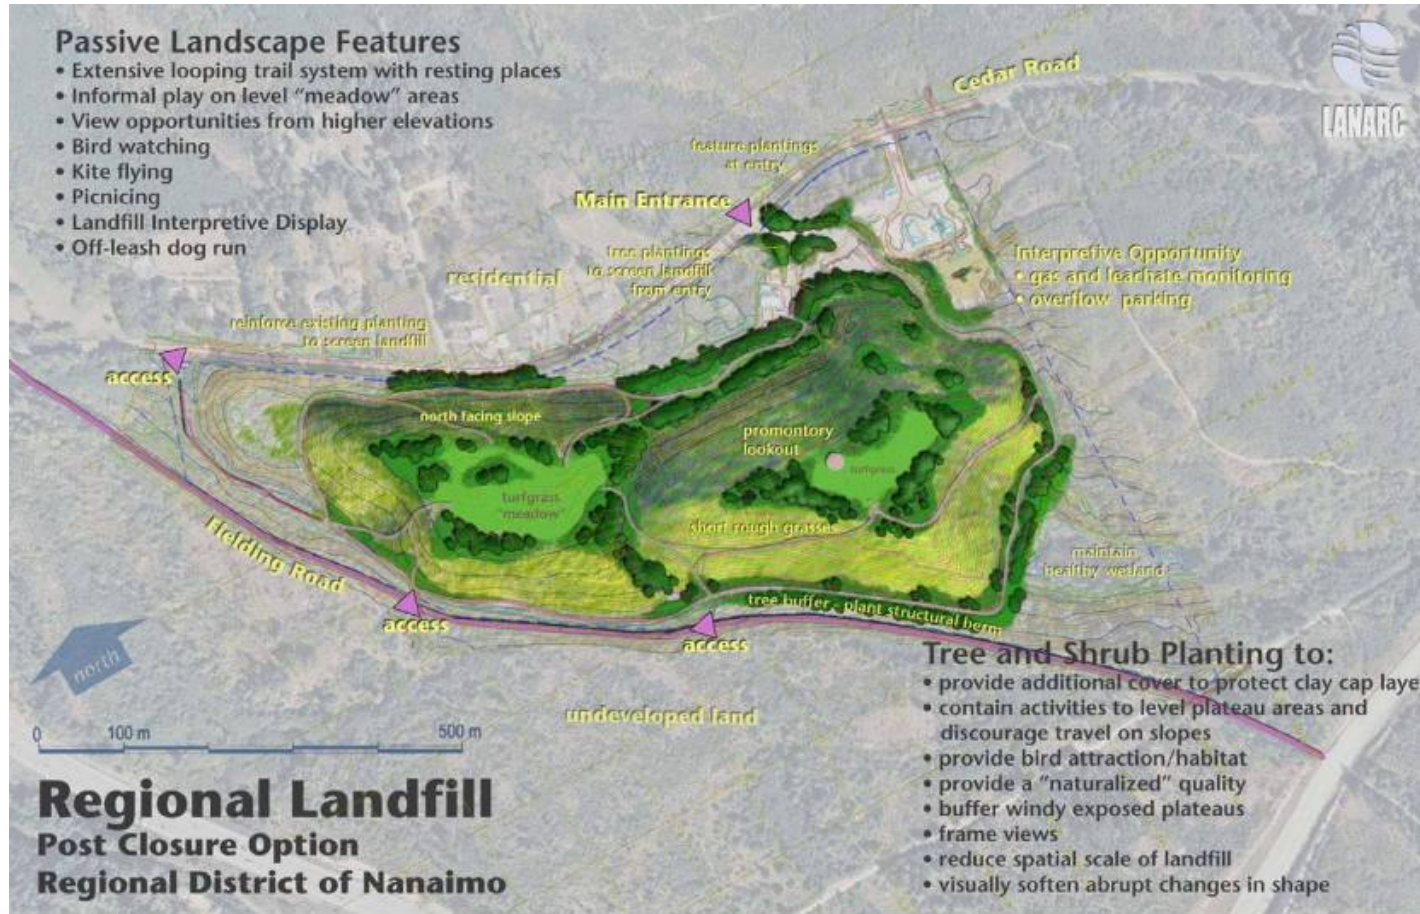 Passive Landscape Features
• Extensive looping trail system with resting places
• Informal play on level "meadow" areas
• View opportunities from higher elevations
• Bird watching
• Kite flying
• Picnicing
• Landfill Interpretive Display
• Off-leash dog run
Cedar Road
LANARC
feature plantings
at entry
Main Entrance
tree plantings
to screen landfill
from entry
residential
Interpretive Opportunity
• gas and leachate monitoring
• overflow parking
reinforce existing planting
to screen landfill
access
north facing slope
promontory
lookout
turfgrass
turfgrass
"meadow"
short rough grasses
Fielding Road
maintain
healthy wetland
tree buffer - plant structural berm
access
access
north
undeveloped land
0 100 m 500 m
Tree and Shrub Planting to:
• provide additional cover to protect clay cap laye
• contain activities to level plateau areas and
discourage travel on slopes
• provide bird attraction/habitat
• provide a "naturalized" quality
• buffer windy exposed plateaus
• frame views
• reduce spatial scale of landfill
• visually soften abrupt changes in shape
Regional Landfill
Post Closure Option
Regional District of Nanaimo